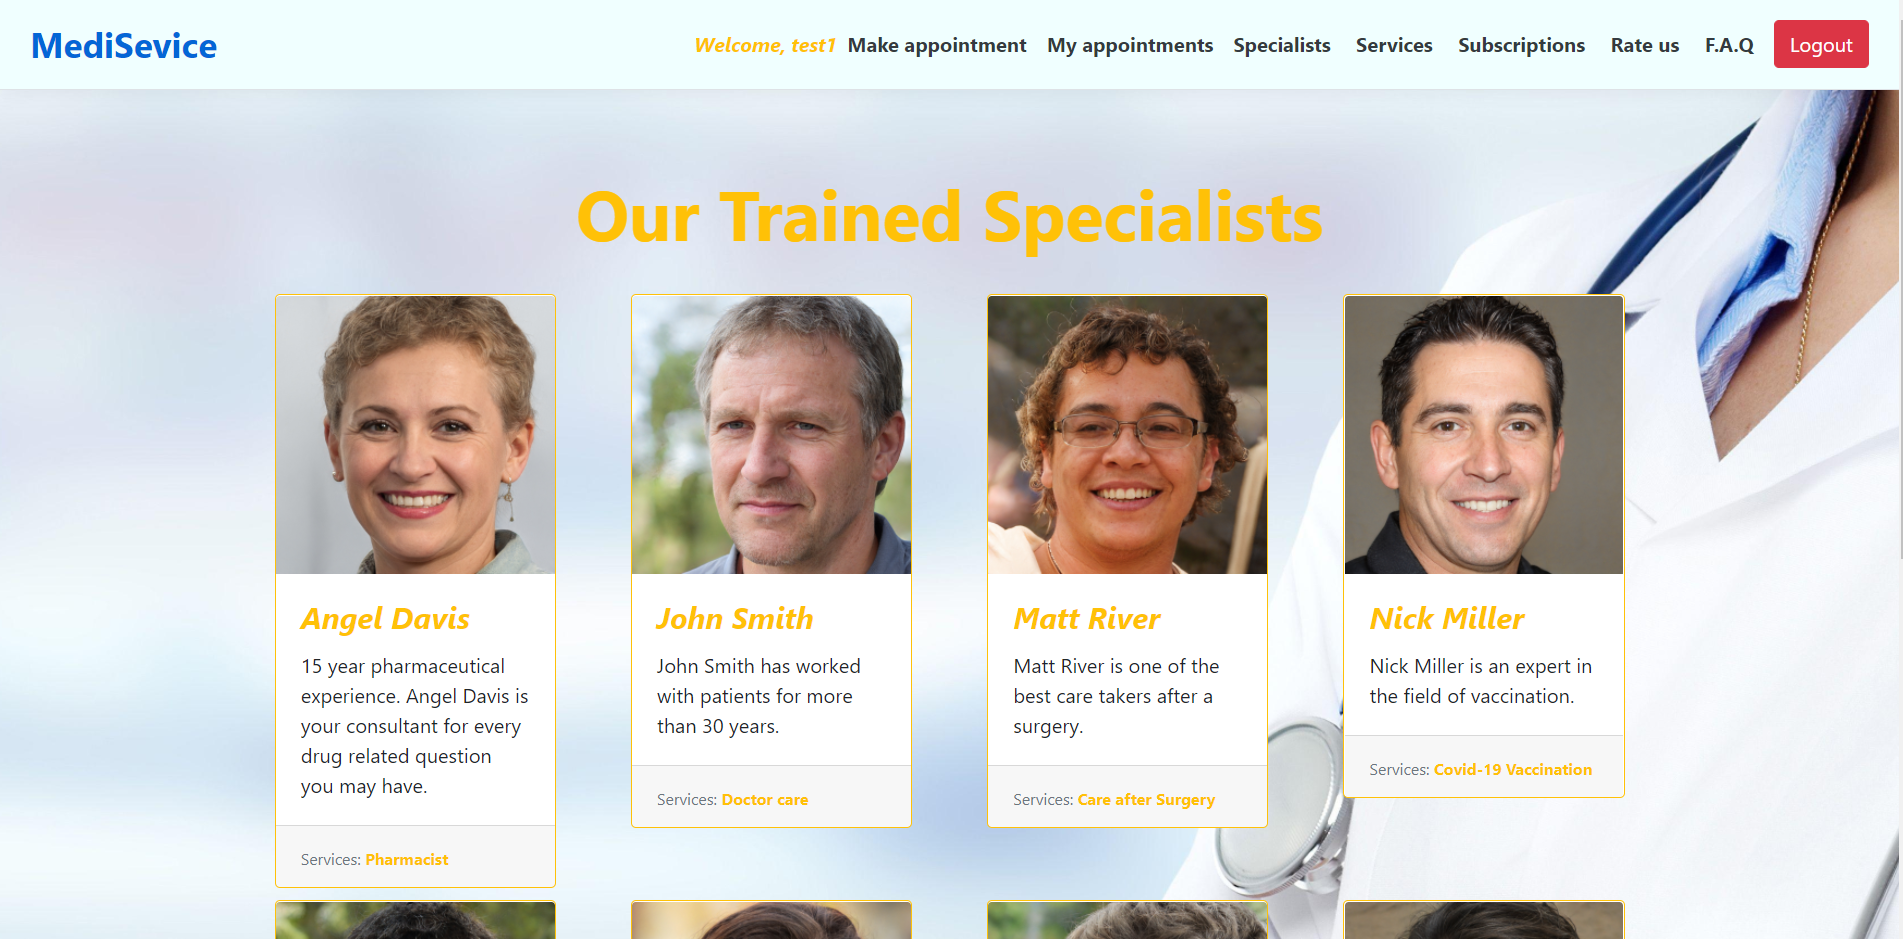 MediSevice
Welcome, test1 Make appointment My appointments Specialists Services Subscriptions Rate us F.A.Q Logout
Our Trained Specialists
Angel Davis
15 year pharmaceutical
experience. Angel Davis is
your consultant for every
drug related question
you may have.
Services: Pharmacist
John Smith
John Smith has worked
with patients for more
than 30 years.
Services: Doctor care
Matt River
Matt River is one of the
best care takers after a
surgery.
Services: Care after Surgery
Nick Miller
Nick Miller is an expert in
the field of vaccination.
Services: Covid-19 Vaccination